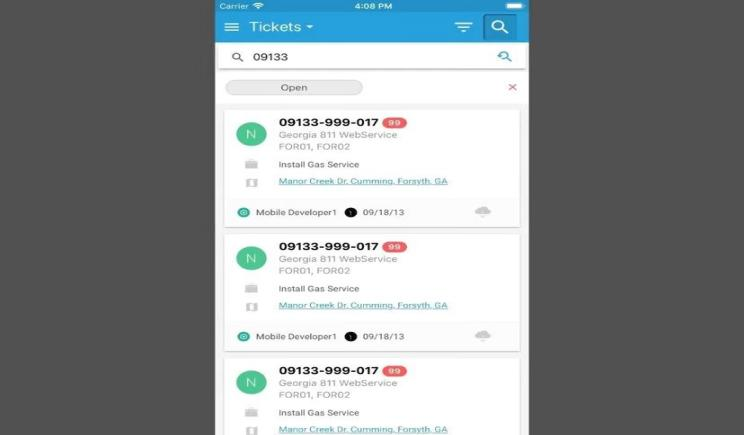 Carrier 4:08 PM
Tickets
09133
Open
09133-999-017 99
N
Georgia 811 WebService
FOR01, FOR02
Install Gas Service
Manor Creek Dr, Cumming, Forsyth, GA
Mobile Developer1 09/18/13
09133-999-017 99
N
Georgia 811 WebService
FOR01, FOR02
Install Gas Service
Manor Creek Dr, Cumming, Forsyth, GA
Mobile Developer1 09/18/13
09133-999-017 99
N
Georgia 811 WebService
FOR01, FOR02
Install Gas Service
Manor Creek Dr, Cumming, Forsyth, GA